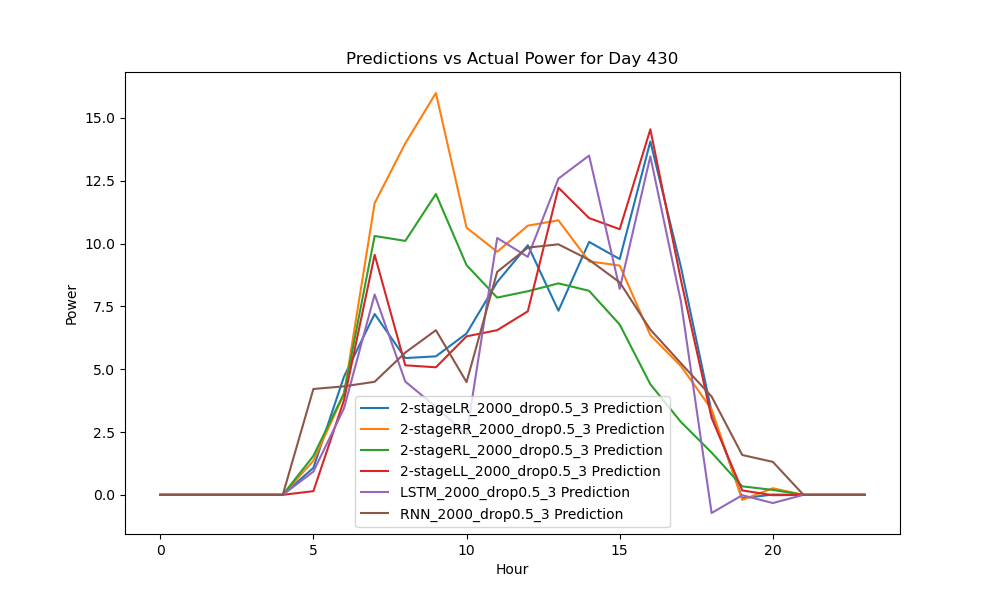 Predictions vs Actual Power for Day 430
Power
15.0
12.5
10.0
7.5
5.0
2.5
0.0
2-stageLR_2000_drop0.5_3 Prediction
2-stageRR_2000_drop0.5_3 Prediction
2-stageRL_2000_drop0.5_3 Prediction
2-stageLL_2000_drop0.5_3 Prediction
LSTM_2000_drop0.5_3 Prediction
RNN_2000_drop0.5_3 Prediction
0 5 10 15 20
Hour